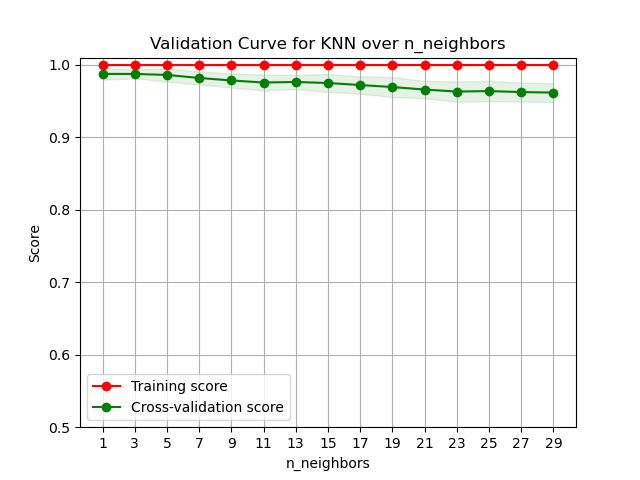 Validation Curve for KNN over n_neighbors
Score
1.0
0.9
0.8
0.7
0.6
0.5
Training score
Cross-validation score
1 3 5 7 9 11 13 15 17 19 21 23 25 27 29
n_neighbors